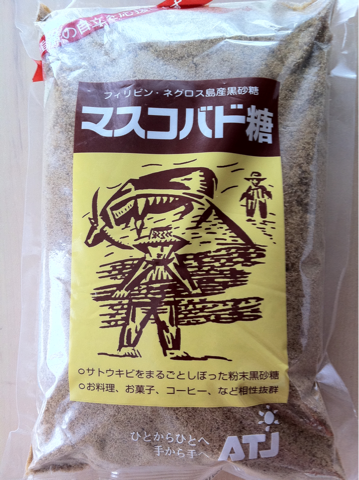 フィリピン・ネグロス島産黒砂糖
マスコバド糖
○サトウキビをまるごとしぼった粉末黒砂糖
○お料理、お菓子、コーヒー、など相性抜群
ひとからひとへ
手から手へ
ATJ